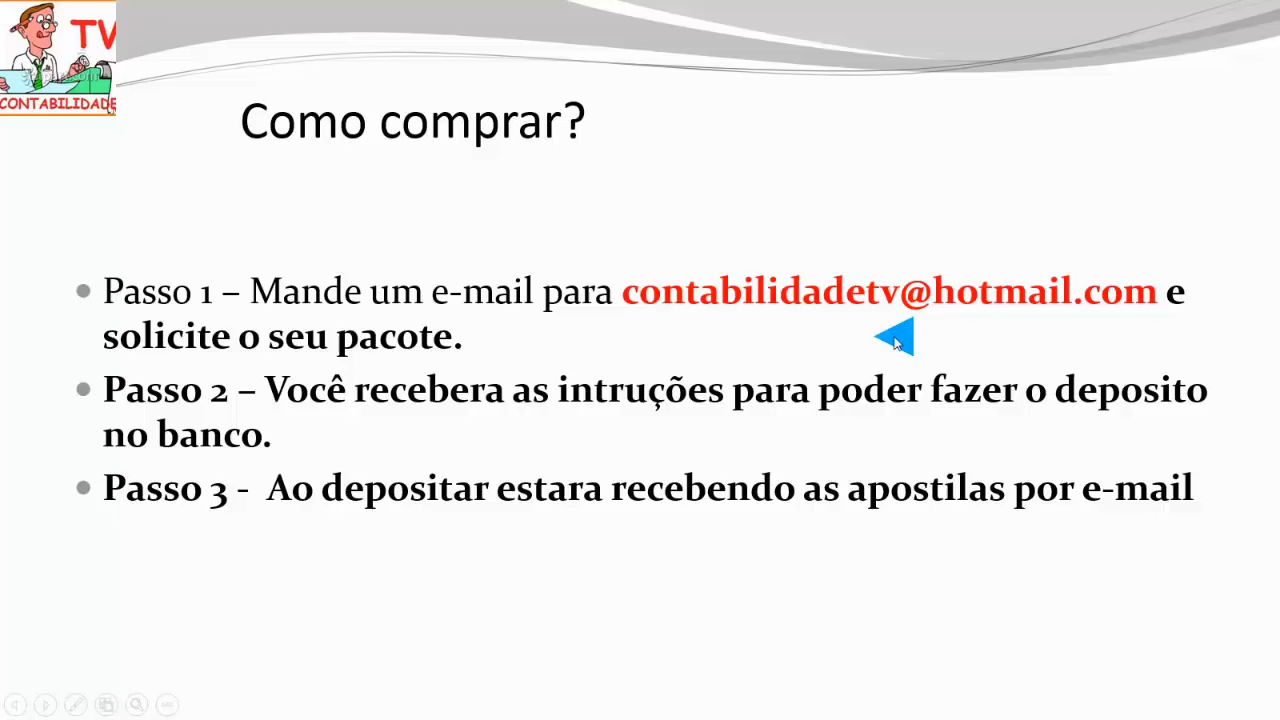 TV
CONTABILIDADE
Como comprar?
Passo 1 – Mande um e-mail para contabilidadetv@hotmail.com e
solicite o seu pacote.
Passo 2 – Você recebera as intruções para poder fazer o deposito
no banco.
Passo 3 - Ao depositar estara recebendo as apostilas por e-mail